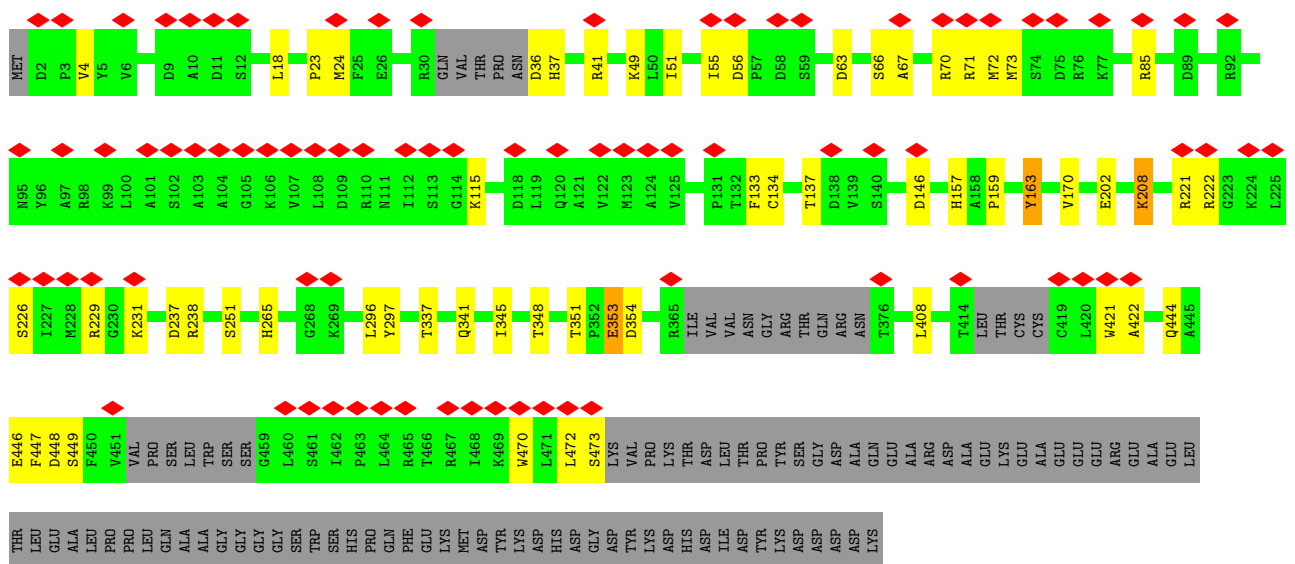 MET D2 P3 V4 Y5 V6 D9 A10 D11 S12 L18 P23 M24 F25 E26 R30 GLN VAL THR PRO ASN D36 H37 R41 K49 L50 I51 I55 D56 P57 D58 S59 D63 S66 A67 R70 R71 M72 M73 S74 D75 R76 K77 R85 D89 R92
N95 Y96 A97 R98 K99 L100 A101 S102 A103 A104 G105 K106 V107 L108 D109 R110 N111 I112 S113 G114 K115 D118 L119 Q120 A121 V122 M123 A124 V125 P131 T132 F133 C134 T137 D138 V139 S140 D146 H157 A158 P159 Y163 V170 E202 K208 R221 R222 G223 K224 L225
S226 I227 M228 R229 G230 K231 D237 R238 S251 H265 G268 K269 L296 Y297 T337 Q341 I345 T348 T351 P352 E353 D354 R365 ILE VAL VAL ASN GLY ARG THR GLN ARG ASN T376 L408 T414 LEU THR CYS CYS C419 L420 W421 A422 Q444 A445
E446 F447 D448 S449 F450 V451 VAL PRO SER LEU TRP SER SER G459 L460 S461 I462 P463 L464 R465 T466 R467 I468 K469 W470 L471 L472 S473 LYS VAL PRO LYS THR ASP LEU THR PRO TYR SER GLY ASP ALA GLN GLU ALA ARG ASP ALA GLU LYS GLU ALA GLU GLU GLU ARG GLU ALA GLU LEU
THR LEU GLU ALA LEU PRO PRO LEU GLN ALA ALA GLY GLY GLY GLY SER TRP SER HIS PRO GLN PHE GLU LYS MET ASP TYR LYS ASP HIS ASP GLY ASP TYR LYS ASP HIS ASP ILE ASP TYR LYS ASP ASP ASP ASP LYS